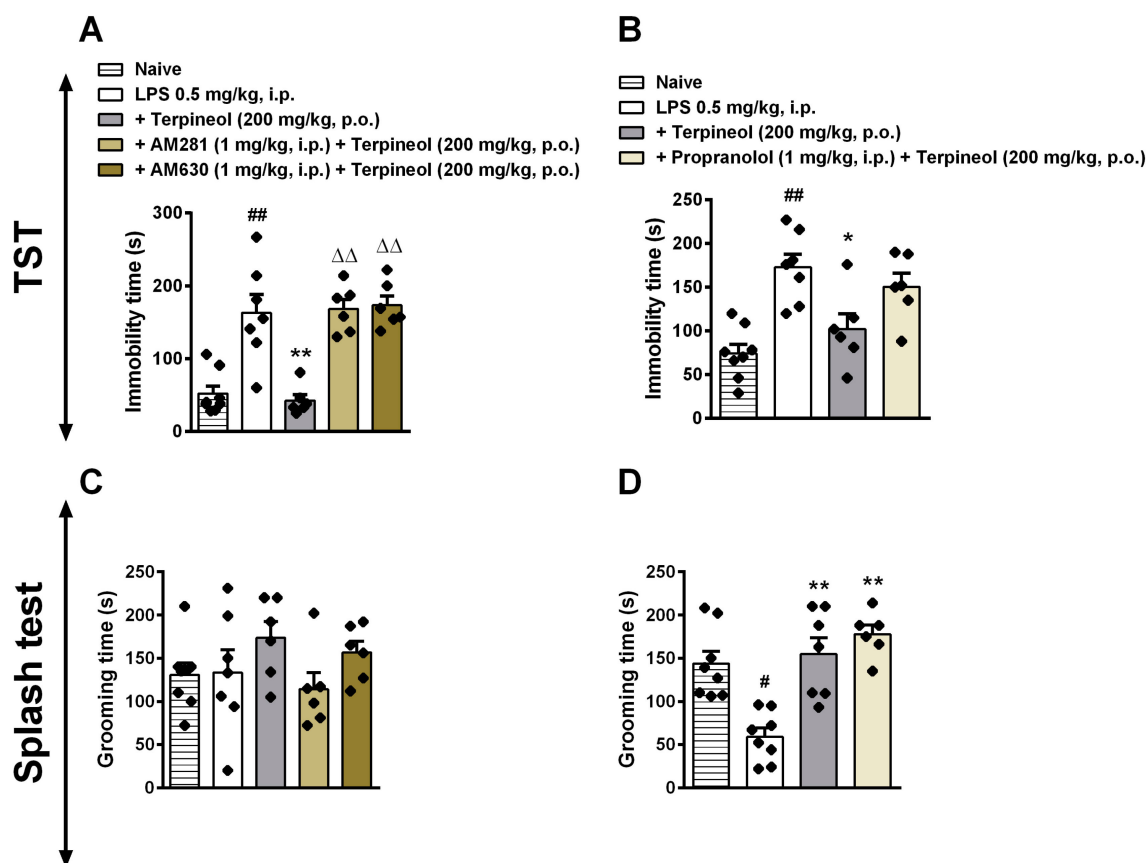 A
Naive
LPS 0.5 mg/kg, i.p.
+ Terpineol (200 mg/kg, p.o.)
+ AM281 (1 mg/kg, i.p.) + Terpineol (200 mg/kg, p.o.)
+ AM630 (1 mg/kg, i.p.) + Terpineol (200 mg/kg, p.o.)
TST
Immobility time (s)
300
200
100
0
##
**
ΔΔ
ΔΔ
B
Naive
LPS 0.5 mg/kg, i.p.
+ Terpineol (200 mg/kg, p.o.)
+ Propranolol (1 mg/kg, i.p.) + Terpineol (200 mg/kg, p.o.)
Immobility time (s)
250
200
150
100
50
0
##
*
C
Splash test
Grooming time (s)
250
200
150
100
50
0
D
Grooming time (s)
250
200
150
100
50
0
#
**
**